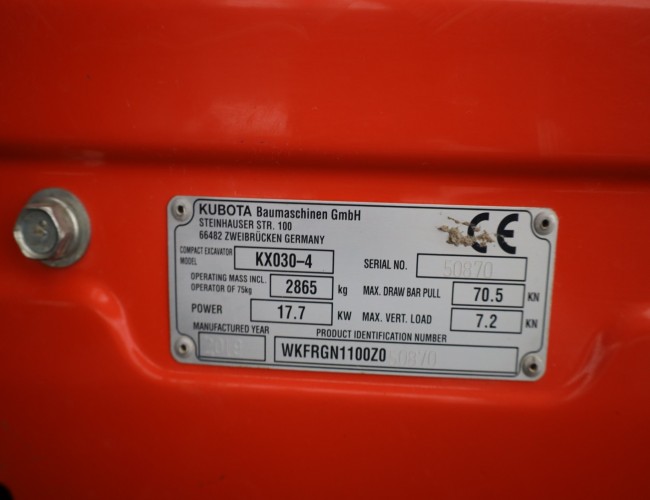 KUBOTA Baumaschinen GmbH
STEINHAUSER STR. 100
66482 ZWEIBRÜCKEN GERMANY
CE
COMPACT EXCAVATOR MODEL KX030-4
SERIAL NO. 50870
OPERATING MASS INCL. OPERATOR OF 75kg 2865 kg
MAX. DRAW BAR PULL 70.5 KN
POWER 17.7 KW
MAX. VERT. LOAD 7.2 KN
MANUFACTURED YEAR 2019
PRODUCT IDENTIFICATION NUMBER
WKFRGN1100Z050870